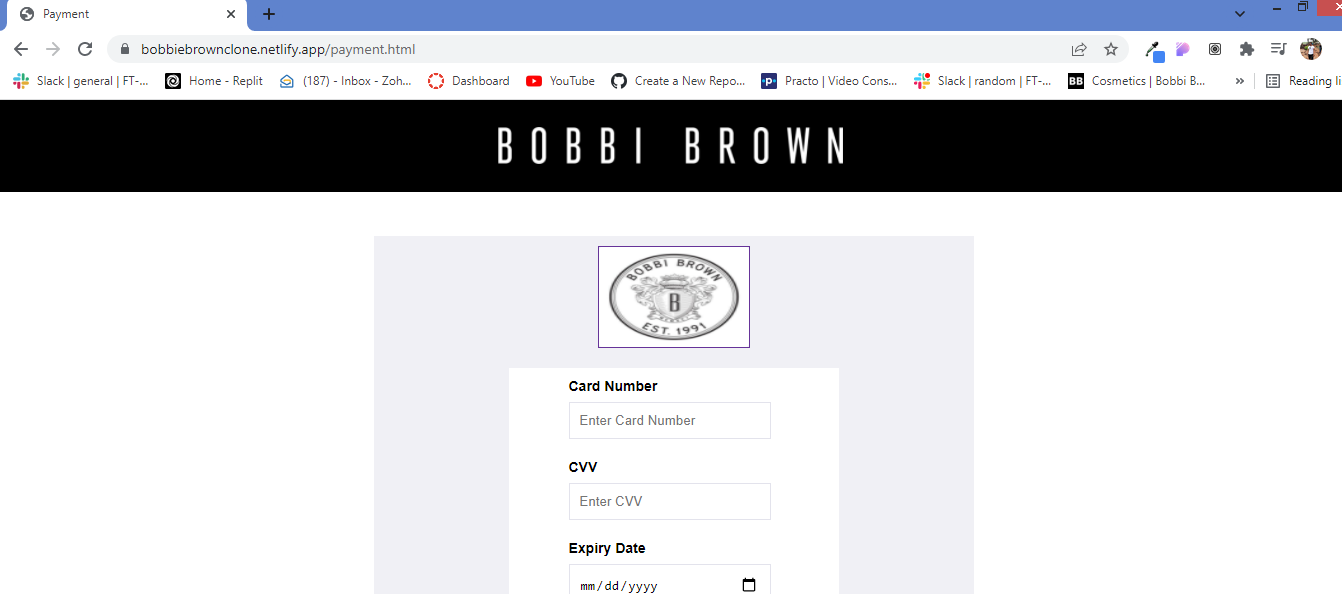 Payment
bobbiebrownclone.netlify.app/payment.html
Slack | general | FT-... Home - Replit (187) - Inbox - Zoh... Dashboard YouTube Create a New Repo... Practo | Video Cons... Slack | random | FT-... BB Cosmetics | Bobbi B... » Reading li
BOBBI BROWN
BOBBI BROWN
B
EST. 1991
Card Number
Enter Card Number
CVV
Enter CVV
Expiry Date
mm/dd/yyyy